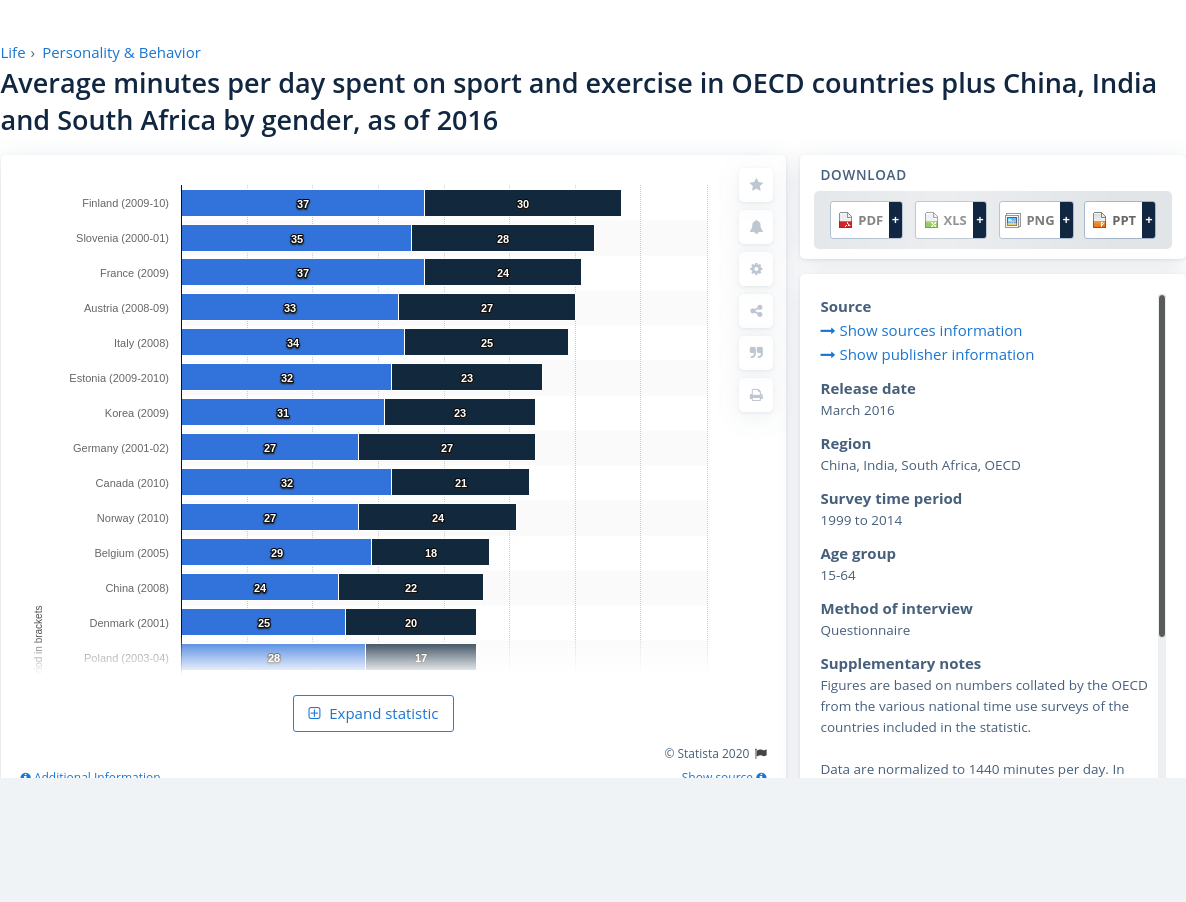 Life › Personality & Behavior
Average minutes per day spent on sport and exercise in OECD countries plus China, India
and South Africa by gender, as of 2016
Finland (2009-10) 37 30
Slovenia (2000-01) 35 28
France (2009) 37 24
Austria (2008-09) 33 27
Italy (2008) 34 25
Estonia (2009-2010) 32 23
Korea (2009) 31 23
Germany (2001-02) 27 27
Canada (2010) 32 21
Norway (2010) 27 24
Belgium (2005) 29 18
China (2008) 24 22
Denmark (2001) 25 20
Poland (2003-04) 28 17
in brackets
Expand statistic
© Statista 2020
Additional Information
Show source
DOWNLOAD
PDF + XLS + PNG + PPT +
Source
Show sources information
Show publisher information
Release date
March 2016
Region
China, India, South Africa, OECD
Survey time period
1999 to 2014
Age group
15-64
Method of interview
Questionnaire
Supplementary notes
Figures are based on numbers collated by the OECD
from the various national time use surveys of the
countries included in the statistic.
Data are normalized to 1440 minutes per day. In